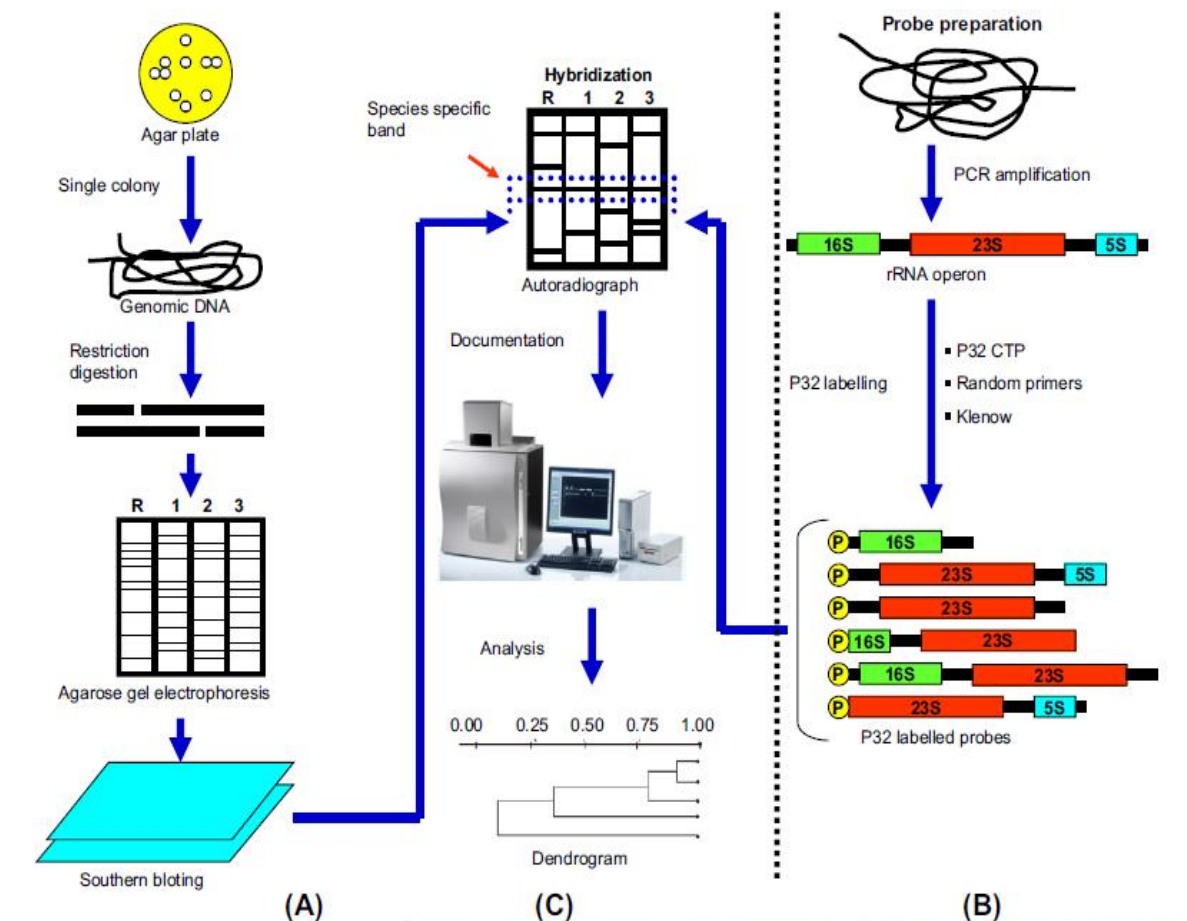 Agar plate
Single colony
Genomic DNA
Restriction
digestion
R 1 2 3
Agarose gel electrophoresis
Southern bloting
(A)
Hybridization
R 1 2 3
Species specific
band
Autoradiograph
Documentation
Analysis
0.00 0.25 0.50 0.75 1.00
Dendrogram
(C)
Probe preparation
PCR amplification
16S 23S 5S
rRNA operon
P32 labelling
▪ P32 CTP
▪ Random primers
▪ Klenow
P 16S
P 23S 5S
P 23S
P 16S 23S
P 16S 23S
P 23S 5S
P32 labelled probes
(B)